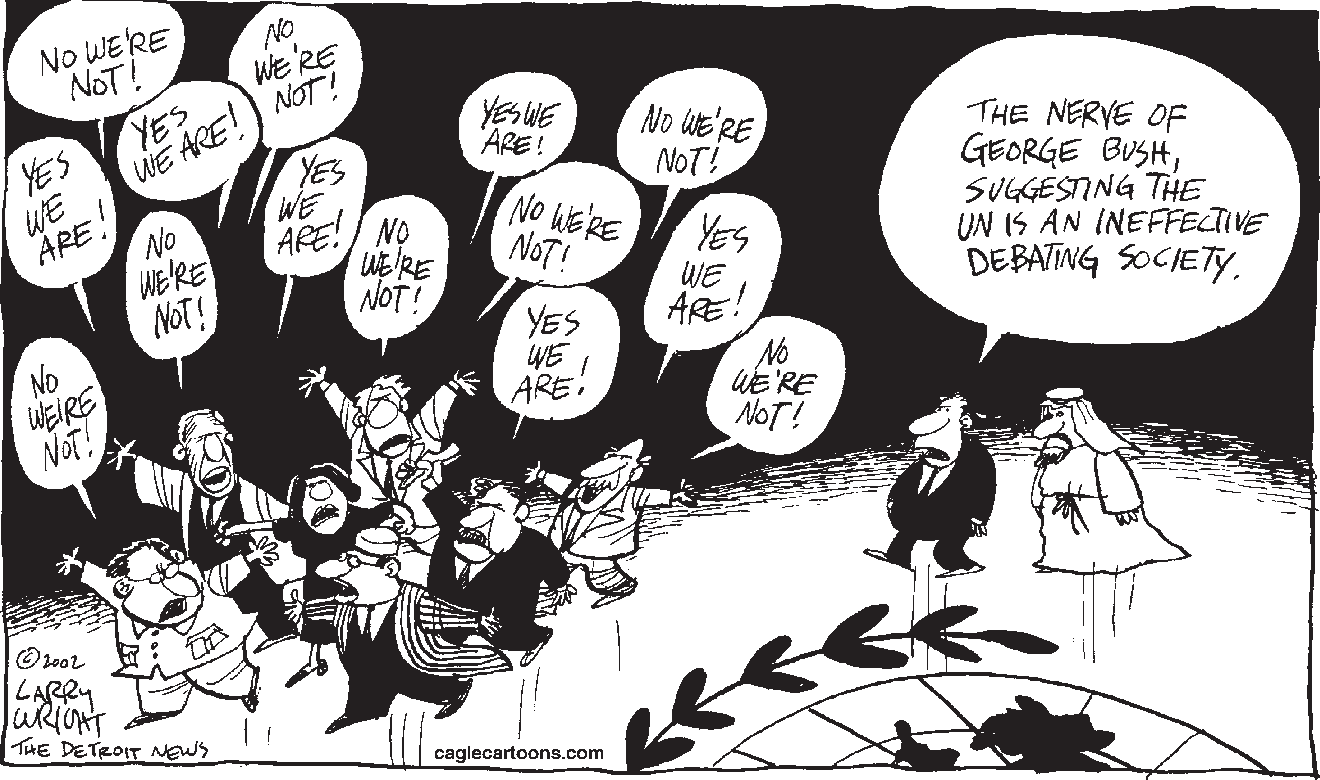 NO WE'RE
NOT!
NO
WE'RE
NOT!
YES
WE ARE!
YES
WE
ARE!
YES
WE
ARE!
NO
WE'RE
NOT!
NO
WE'RE
NOT!
YES WE
ARE!
NO WE'RE
NOT!
NO WE'RE
NOT!
YES
WE
ARE!
YES
WE
ARE!
NO
WE'RE
NOT!
NO
WE'RE
NOT!
THE NERVE OF
GEORGE BUSH,
SUGGESTING THE
UN IS AN INEFFECTIVE
DEBATING SOCIETY.
©2002
LARRY
WRIGHT
THE DETROIT NEWS
caglecartoons.com